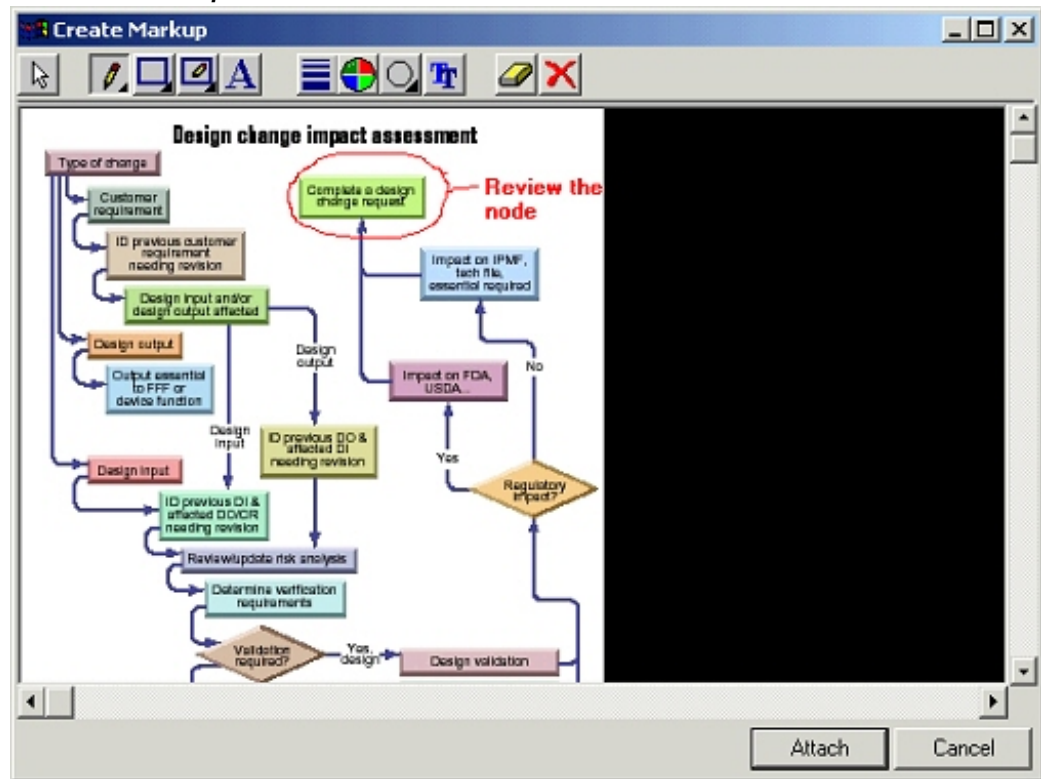 Create Markup
A
TT
Design change impact assessment
Type of change
Customer
requirement
ID previous customer
requirement
needing revision
Design input and/or
design output affected
Design output
Output essential
to FFF or
device function
Design input
ID previous DI &
affected DO/CR
needing revision
Review/update risk analysis
Determine verification
requirements
Validation
required?
Yes,
design
Design validation
Design
input
Design
output
ID previous DO &
affected DI
needing revision
Complete a design
change request
Review the
node
Impact on IPMF,
tech file,
essential required
Impact on FDA,
USDA...
No
Yes
Regulatory
impact?
Attach
Cancel